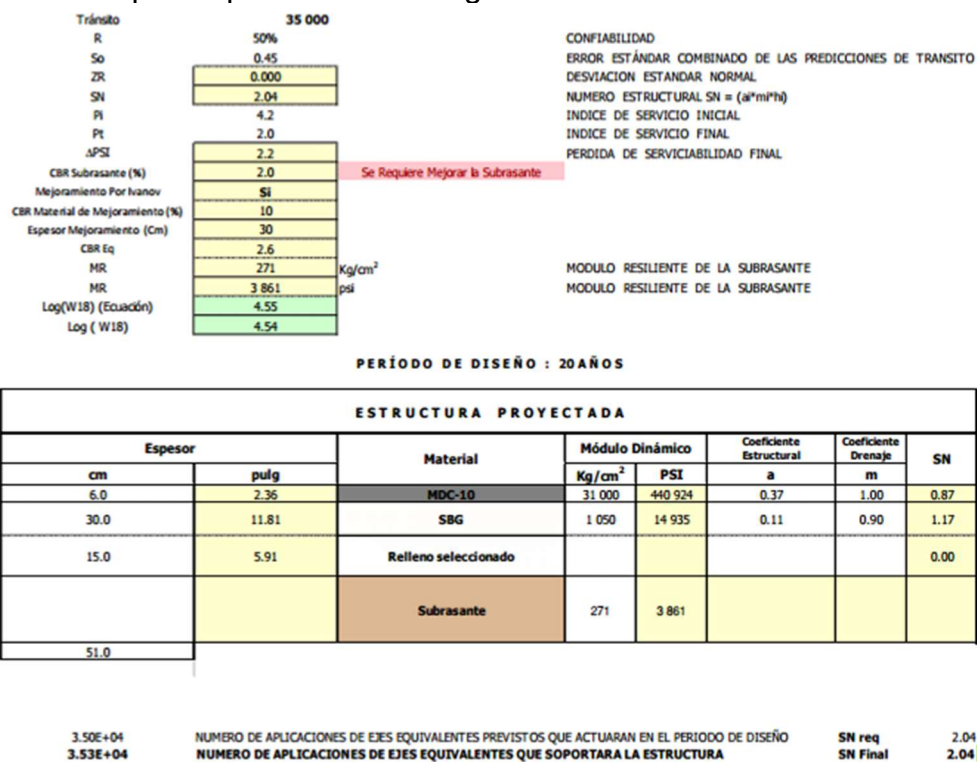 Tránsito 35 000
R 50% CONFIABILIDAD
So 0.45 ERROR ESTÁNDAR COMBINADO DE LAS PREDICCIONES DE TRANSITO
ZR 0.000 DESVIACION ESTANDAR NORMAL
SN 2.04 NUMERO ESTRUCTURAL SN = (ai*mi*hi)
Pi 4.2 INDICE DE SERVICIO INICIAL
Pt 2.0 INDICE DE SERVICIO FINAL
ΔPSI 2.2 PERDIDA DE SERVICIABILIDAD FINAL
CBR Subrasante (%) 2.0 Se Requiere Mejorar la Subrasante
Mejoramiento Por Ivanov Si
CBR Material de Mejoramiento (%) 10
Espesor Mejoramiento (Cm) 30
CBR Eq 2.6
MR 271 Kg/cm² MODULO RESILIENTE DE LA SUBRASANTE
MR 3 861 psi MODULO RESILIENTE DE LA SUBRASANTE
Log(W18) (Ecuación) 4.55
Log ( W18) 4.54
PERÍODO DE DISEÑO : 20 AÑOS
ESTRUCTURA PROYECTADA
Espesor Material Módulo Dinámico Coeficiente Estructural Coeficiente Drenaje SN
cm pulg Kg/cm² PSI a m
6.0 2.36 MDC-10 31 000 440 924 0.37 1.00 0.87
30.0 11.81 SBG 1 050 14 935 0.11 0.90 1.17
15.0 5.91 Relleno seleccionado 0.00
Subrasante 271 3 861
51.0
3.50E+04 NUMERO DE APLICACIONES DE EJES EQUIVALENTES PREVISTOS QUE ACTUARAN EN EL PERIODO DE DISEÑO SN req 2.04
3.53E+04 NUMERO DE APLICACIONES DE EJES EQUIVALENTES QUE SOPORTARA LA ESTRUCTURA SN Final 2.04